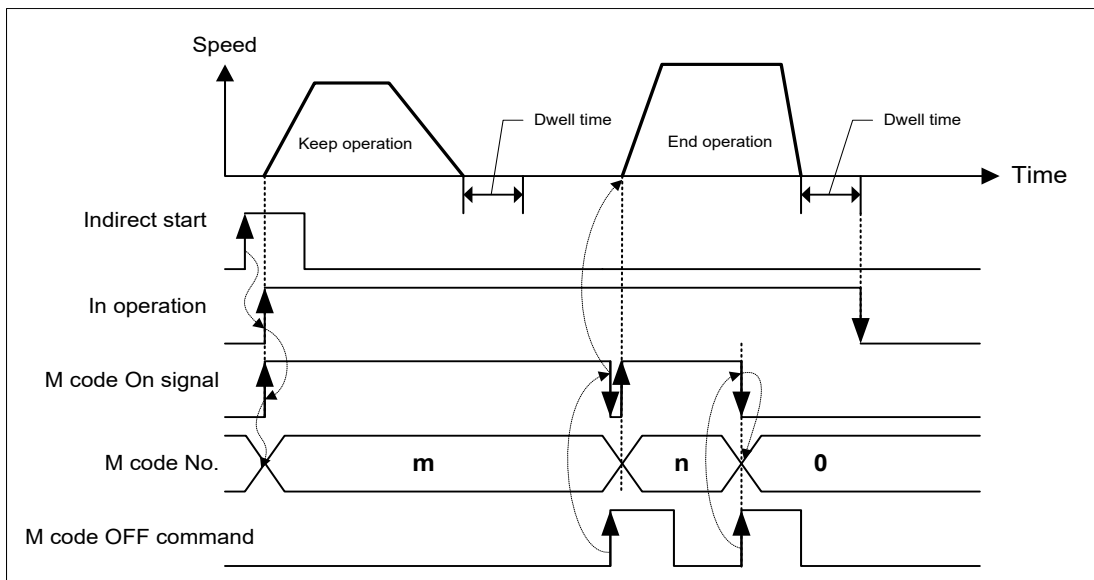 Speed
Dwell time
Dwell time
Keep operation
End operation
Time
Indirect start
In operation
M code On signal
M code No.
m
n
0
M code OFF command